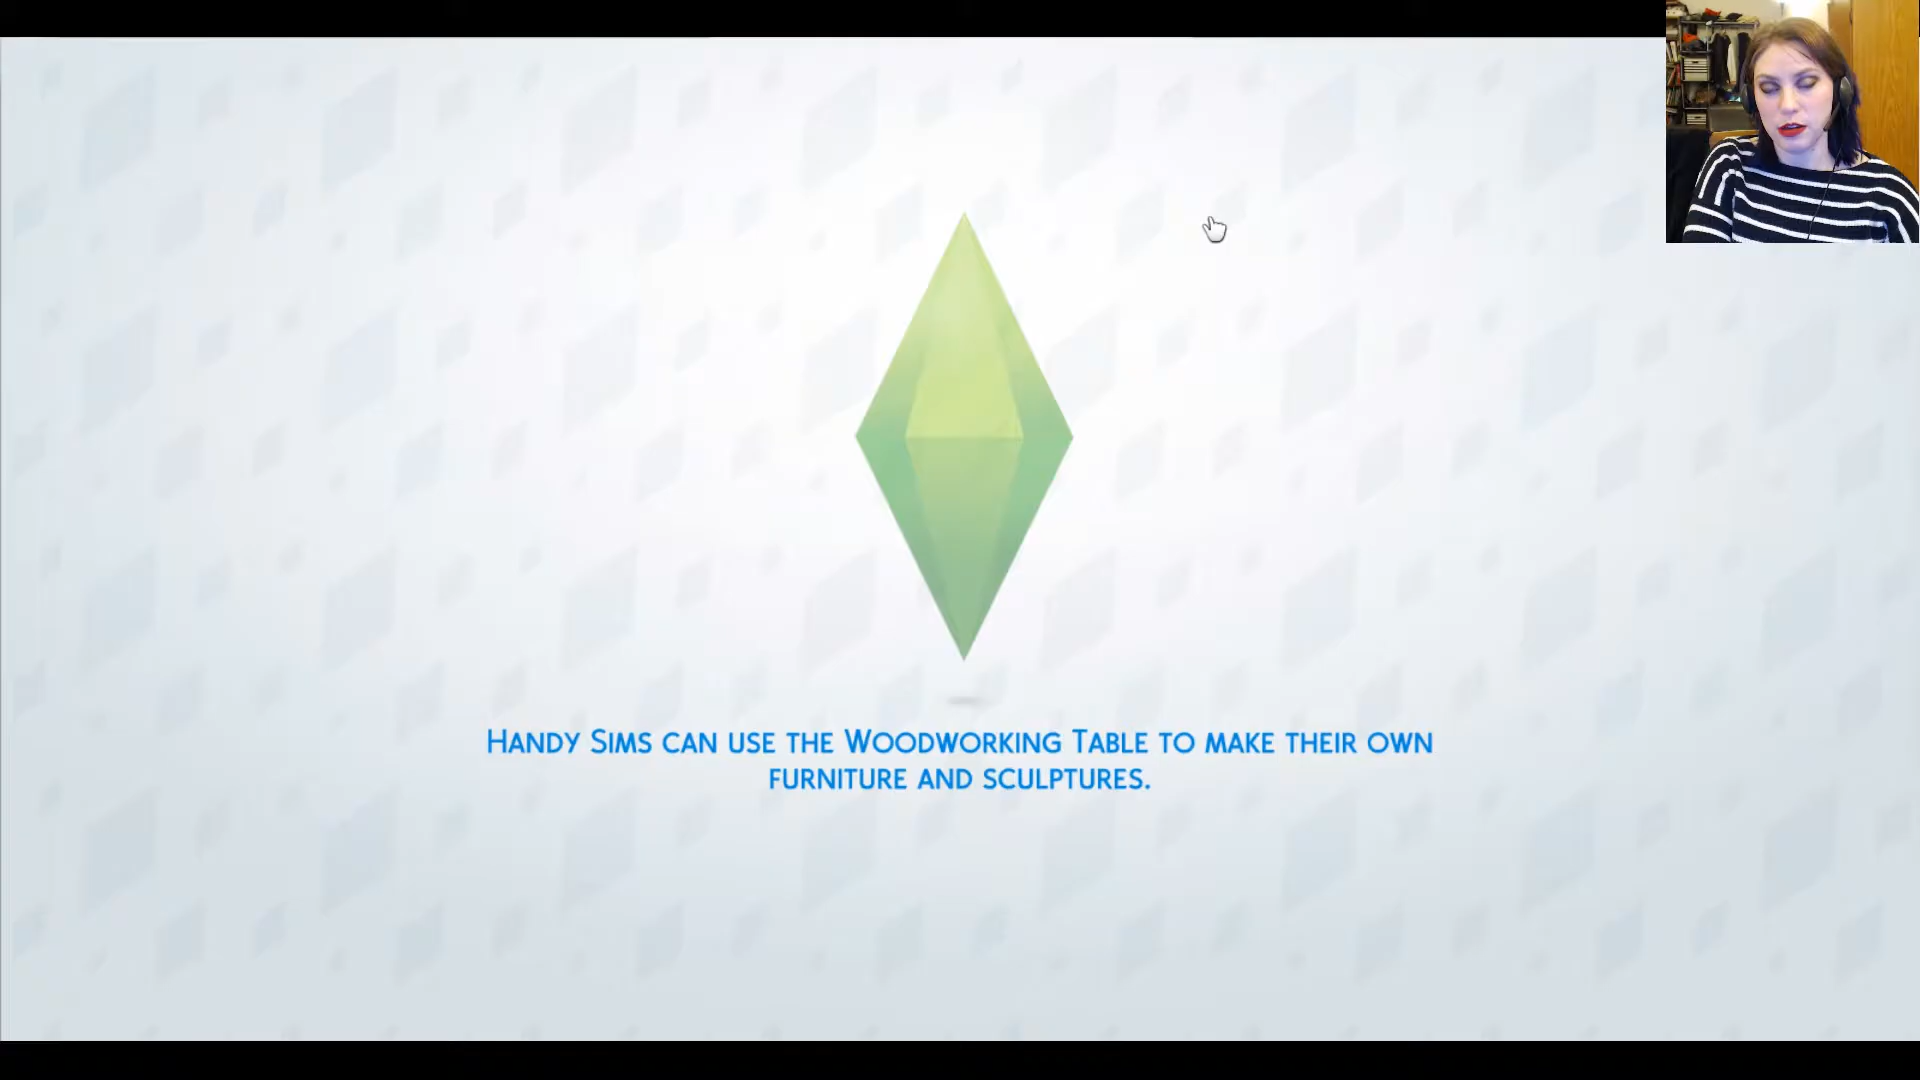 Handy Sims can use the Woodworking Table to make their own
furniture and sculptures.